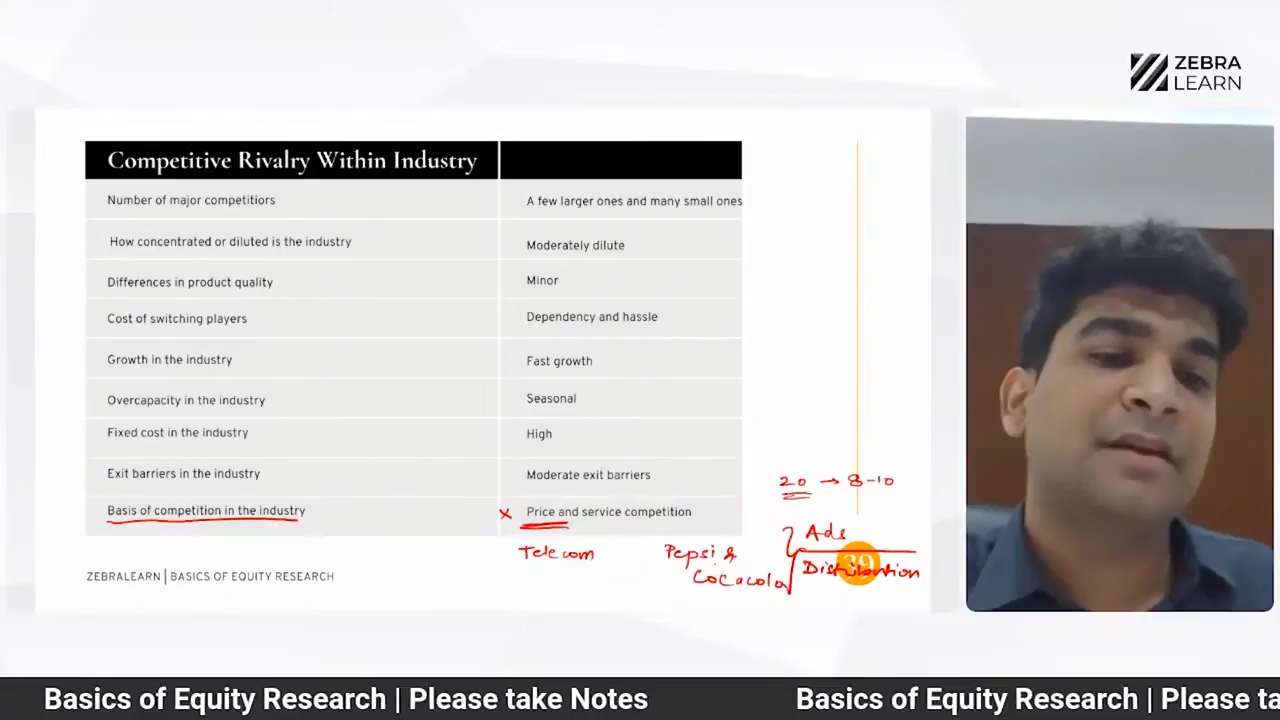 ZEBRA
LEARN
Competitive Rivalry Within Industry
Number of major competitiors A few larger ones and many small ones
How concentrated or diluted is the industry Moderately dilute
Differences in product quality Minor
Cost of switching players Dependency and hassle
Growth in the industry Fast growth
Overcapacity in the industry Seasonal
Fixed cost in the industry High
Exit barriers in the industry Moderate exit barriers
20 → 8-10
Basis of competition in the industry x Price and service competition
Ads
Telecom Pepsi &
Cocacola Distribution
39
ZEBRALEARN | BASICS OF EQUITY RESEARCH
Basics of Equity Research | Please take Notes Basics of Equity Research | Please ta